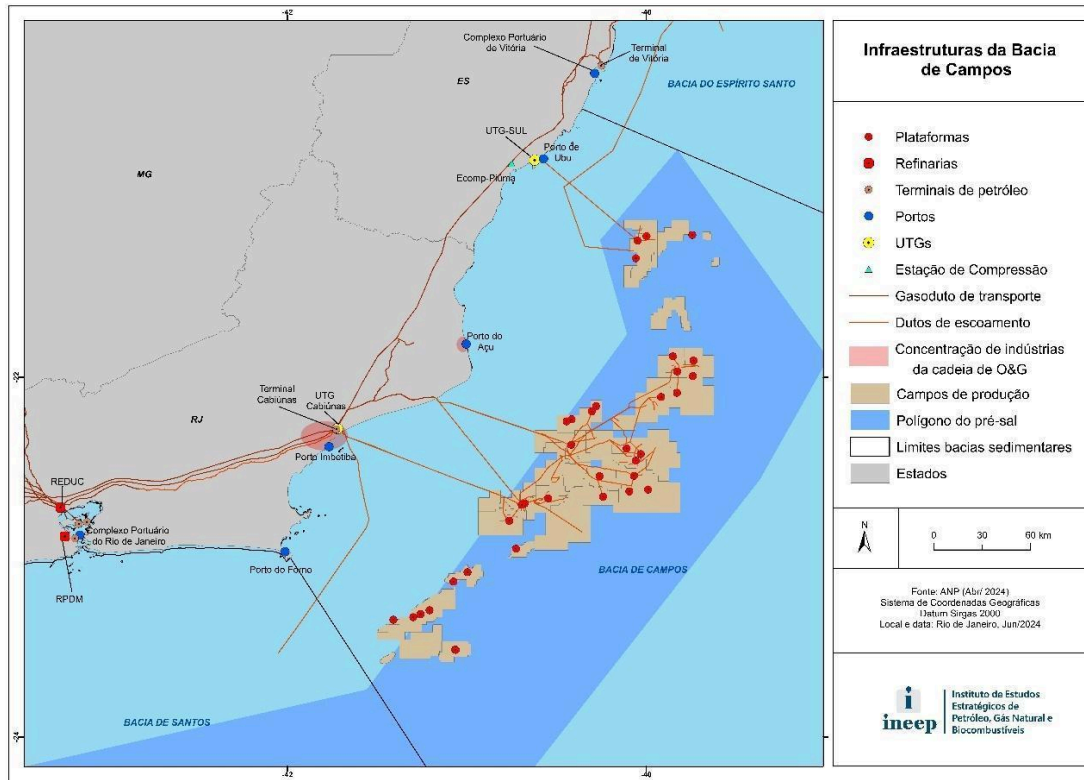 -42
-40
Complexo Portuário
de Vitória
Terminal
de Vitória
ES
BACIA DO ESPÍRITO SANTO
UTG-SUL
Porto de
Ubu
Ecomp-Piúma
MG
Porto do
Açu
-22
-22
Terminal
Cabiúnas
UTG
Cabiúnas
RJ
Porto Imbetiba
REDUC
Complexo Portuário
do Rio de Janeiro
Porto do Forno
RPDM
BACIA DE CAMPOS
BACIA DE SANTOS
-24
-24
-42
-40
Infraestruturas da Bacia
de Campos
Plataformas
Refinarias
Terminais de petróleo
Portos
UTGs
Estação de Compressão
Gasoduto de transporte
Dutos de escoamento
Concentração de indústrias
da cadeia de O&G
Campos de produção
Polígono do pré-sal
Limites bacias sedimentares
Estados
N
0 30 60 km
Fonte: ANP (Abr/ 2024)
Sistema de Coordenadas Geográficas
Datum Sirgas 2000
Local e data: Rio de Janeiro, Jun/2024
i
ineep
Instituto de Estudos
Estratégicos de
Petróleo, Gás Natural e
Biocombustíveis